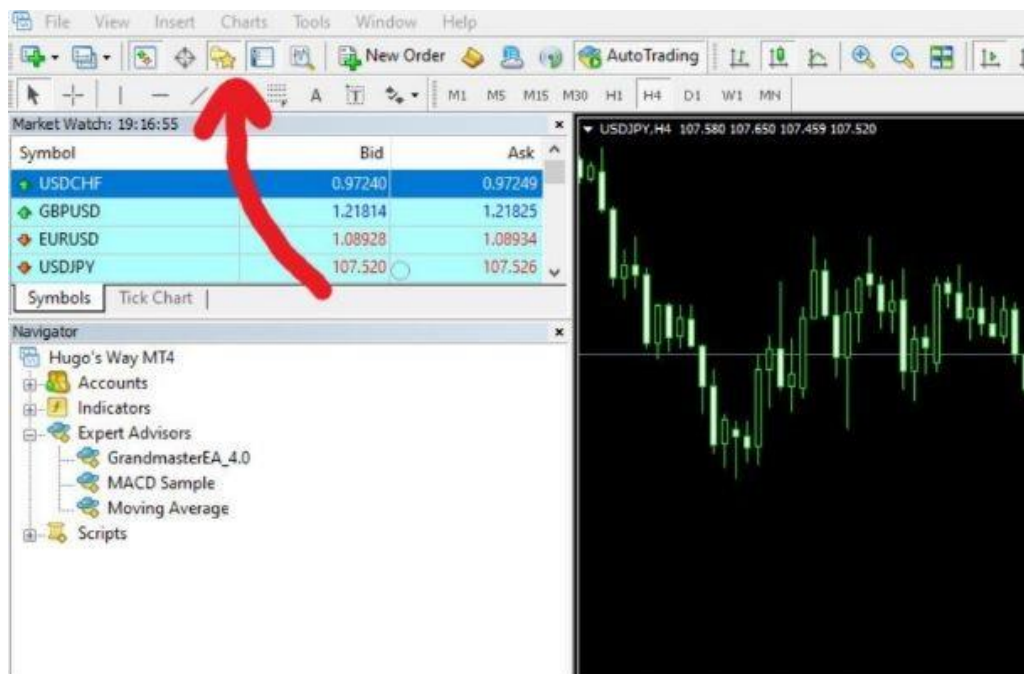 File View Insert Charts Tools Window Help
New Order AutoTrading
A T M1 M5 M15 M30 H1 H4 D1 W1 MN
Market Watch: 19:16:55
USDJPY,H4 107.580 107.650 107.459 107.520
Symbol Bid Ask
USDCHF 0.97240 0.97249
GBPUSD 1.21814 1.21825
EURUSD 1.08928 1.08934
USDJPY 107.520 107.526
Symbols Tick Chart
Navigator
Hugo's Way MT4
Accounts
Indicators
Expert Advisors
GrandmasterEA_4.0
MACD Sample
Moving Average
Scripts